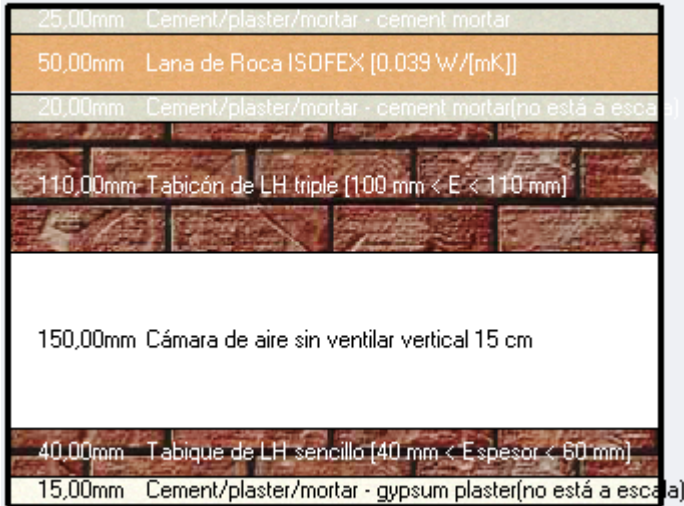 25,00mm Cement/plaster/mortar - cement mortar
50,00mm Lana de Roca ISOFEX [0.039 W/[mK]]
20,00mm Cement/plaster/mortar - cement mortar(no está a escala)
110,00mm Tabicón de LH triple [100 mm < E < 110 mm]
150,00mm Cámara de aire sin ventilar vertical 15 cm
40,00mm Tabique de LH sencillo [40 mm < Espesor < 60 mm]
15,00mm Cement/plaster/mortar - gypsum plaster(no está a escala)